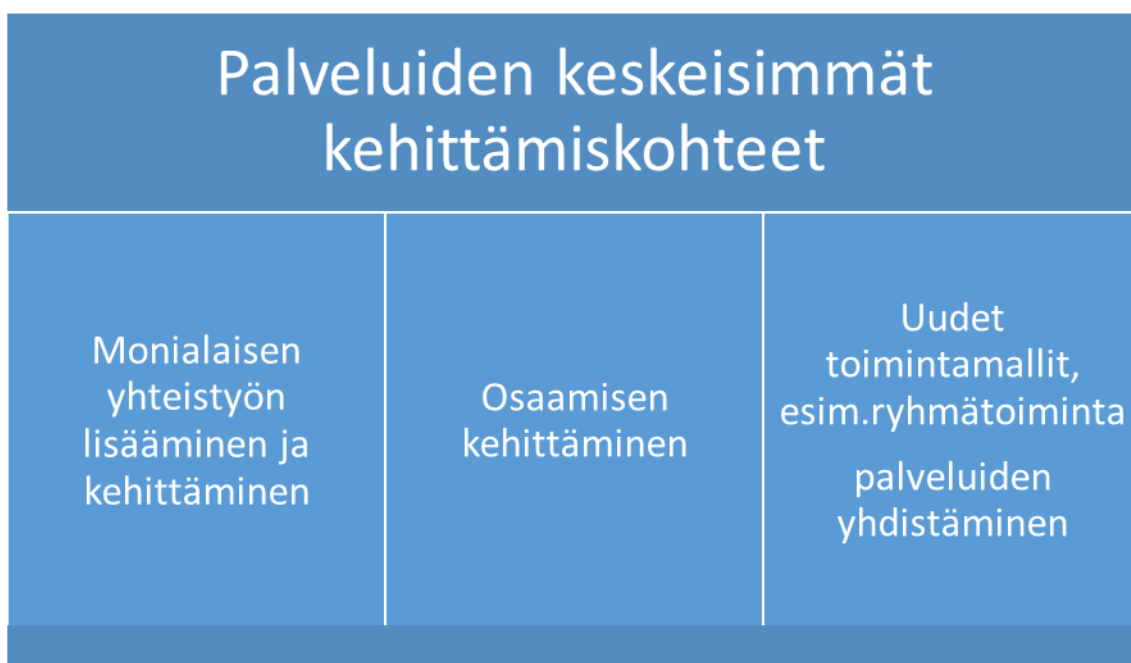 Palveluiden keskeisimmät
kehittämiskohteet
Monialaisen
yhteistyön
lisääminen ja
kehittäminen
Osaamisen
kehittäminen
Uudet
toimintamallit,
esim.ryhmätoiminta
palveluiden
yhdistäminen